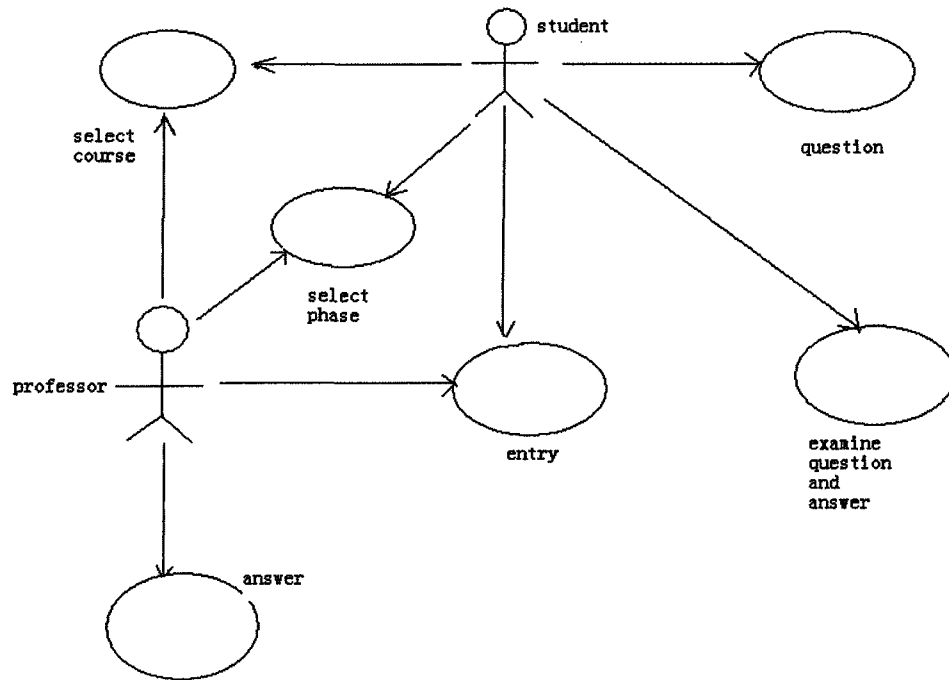 student
select
course
question
select
phase
professor
entry
examine
question
and
answer
answer